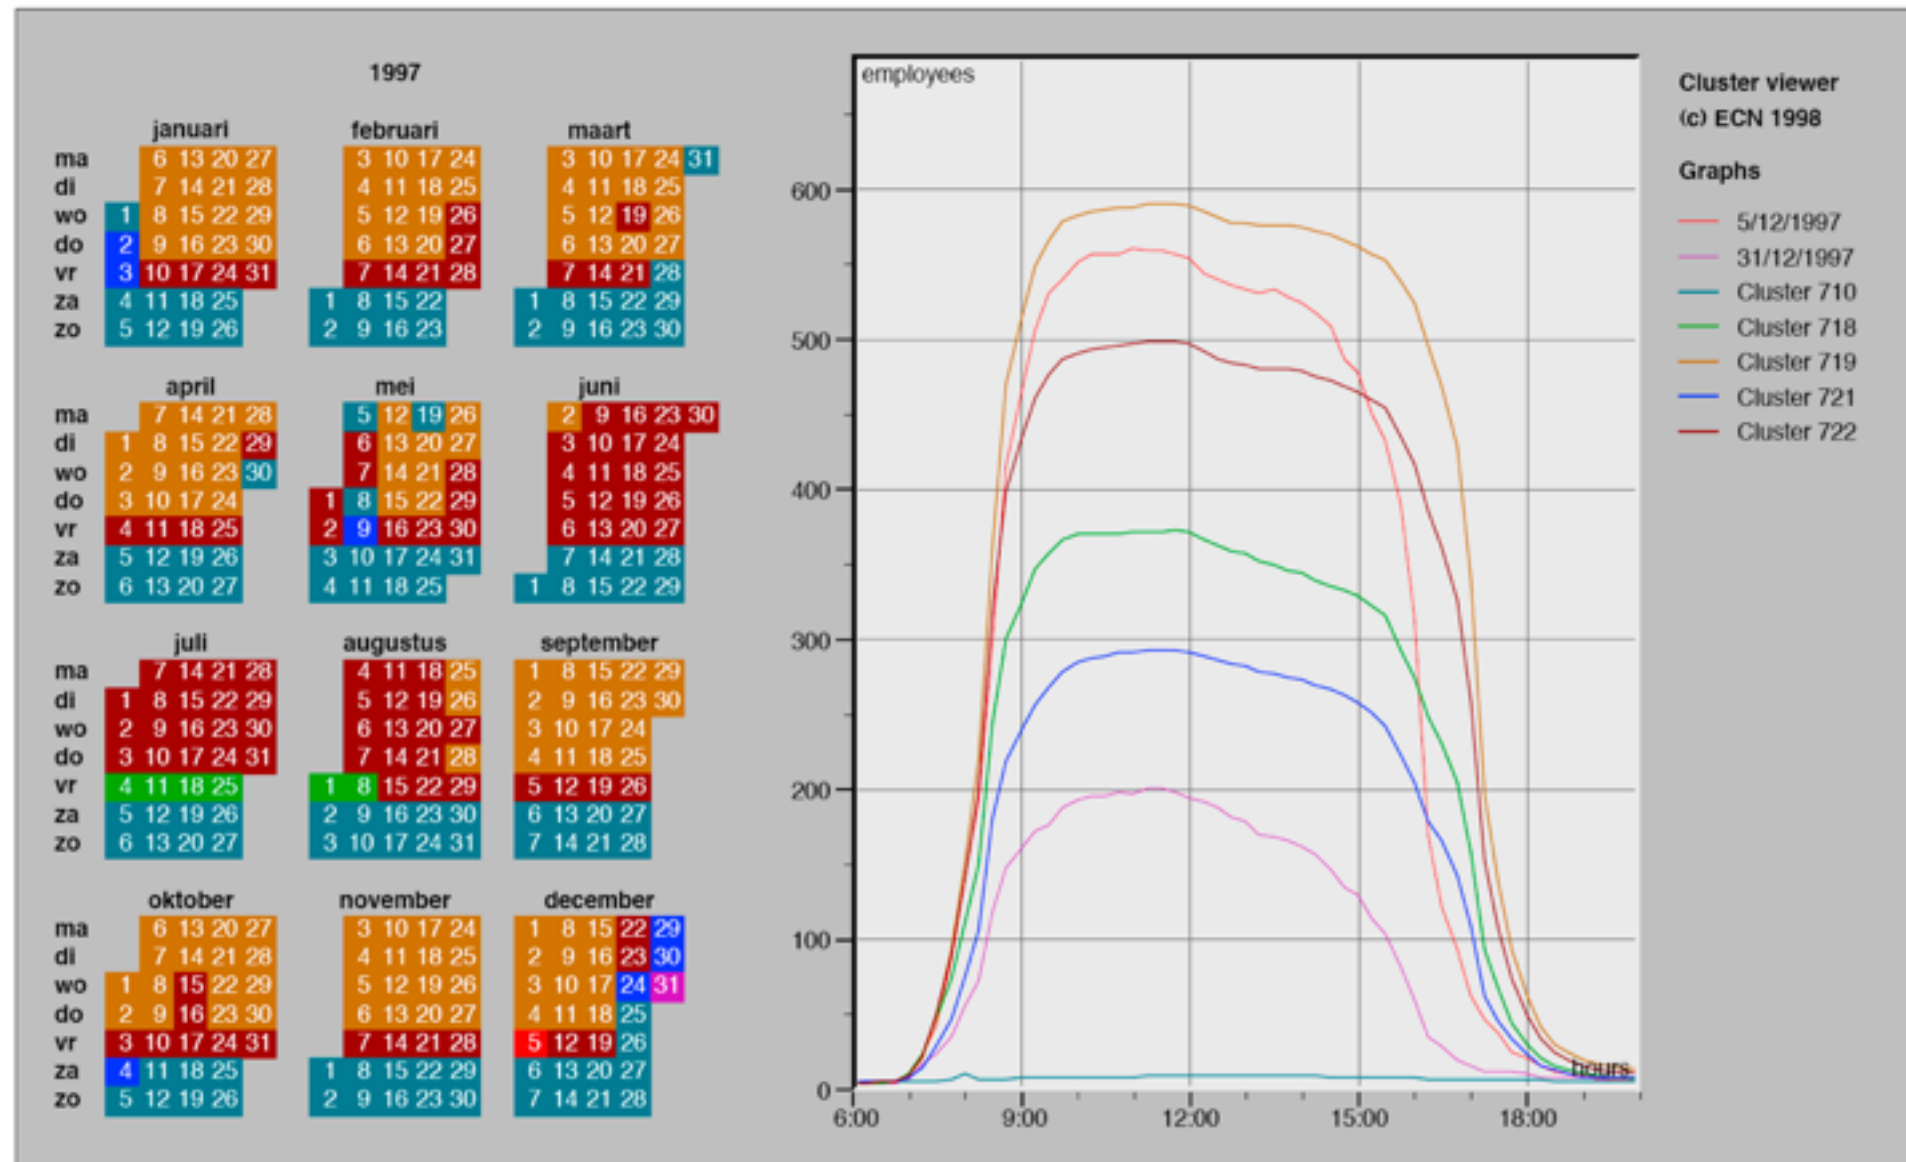 1997
januari februari maart
ma 6 13 20 27 3 10 17 24 3 10 17 24 31
di 7 14 21 28 4 11 18 25 4 11 18 25
wo 1 8 15 22 29 5 12 19 26 5 12 19 26
do 2 9 16 23 30 6 13 20 27 6 13 20 27
vr 3 10 17 24 31 7 14 21 28 7 14 21 28
za 4 11 18 25 1 8 15 22 1 8 15 22 29
zo 5 12 19 26 2 9 16 23 2 9 16 23 30
april mei juni
ma 7 14 21 28 5 12 19 26 2 9 16 23 30
di 1 8 15 22 29 6 13 20 27 3 10 17 24
wo 2 9 16 23 30 7 14 21 28 4 11 18 25
do 3 10 17 24 1 8 15 22 29 5 12 19 26
vr 4 11 18 25 2 9 16 23 30 6 13 20 27
za 5 12 19 26 3 10 17 24 31 7 14 21 28
zo 6 13 20 27 4 11 18 25 1 8 15 22 29
juli augustus september
ma 7 14 21 28 4 11 18 25 1 8 15 22 29
di 1 8 15 22 29 5 12 19 26 2 9 16 23 30
wo 2 9 16 23 30 6 13 20 27 3 10 17 24
do 3 10 17 24 31 7 14 21 28 4 11 18 25
vr 4 11 18 25 1 8 15 22 29 5 12 19 26
za 5 12 19 26 2 9 16 23 30 6 13 20 27
zo 6 13 20 27 3 10 17 24 31 7 14 21 28
oktober november december
ma 6 13 20 27 3 10 17 24 1 8 15 22 29
di 7 14 21 28 4 11 18 25 2 9 16 23 30
wo 1 8 15 22 29 5 12 19 26 3 10 17 24 31
do 2 9 16 23 30 6 13 20 27 4 11 18 25
vr 3 10 17 24 31 7 14 21 28 5 12 19 26
za 4 11 18 25 1 8 15 22 29 6 13 20 27
zo 5 12 19 26 2 9 16 23 30 7 14 21 28
employees
600
500
400
300
200
100
0
hours
6:00 9:00 12:00 15:00 18:00
Cluster viewer
(c) ECN 1998
Graphs
5/12/1997
31/12/1997
Cluster 710
Cluster 718
Cluster 719
Cluster 721
Cluster 722